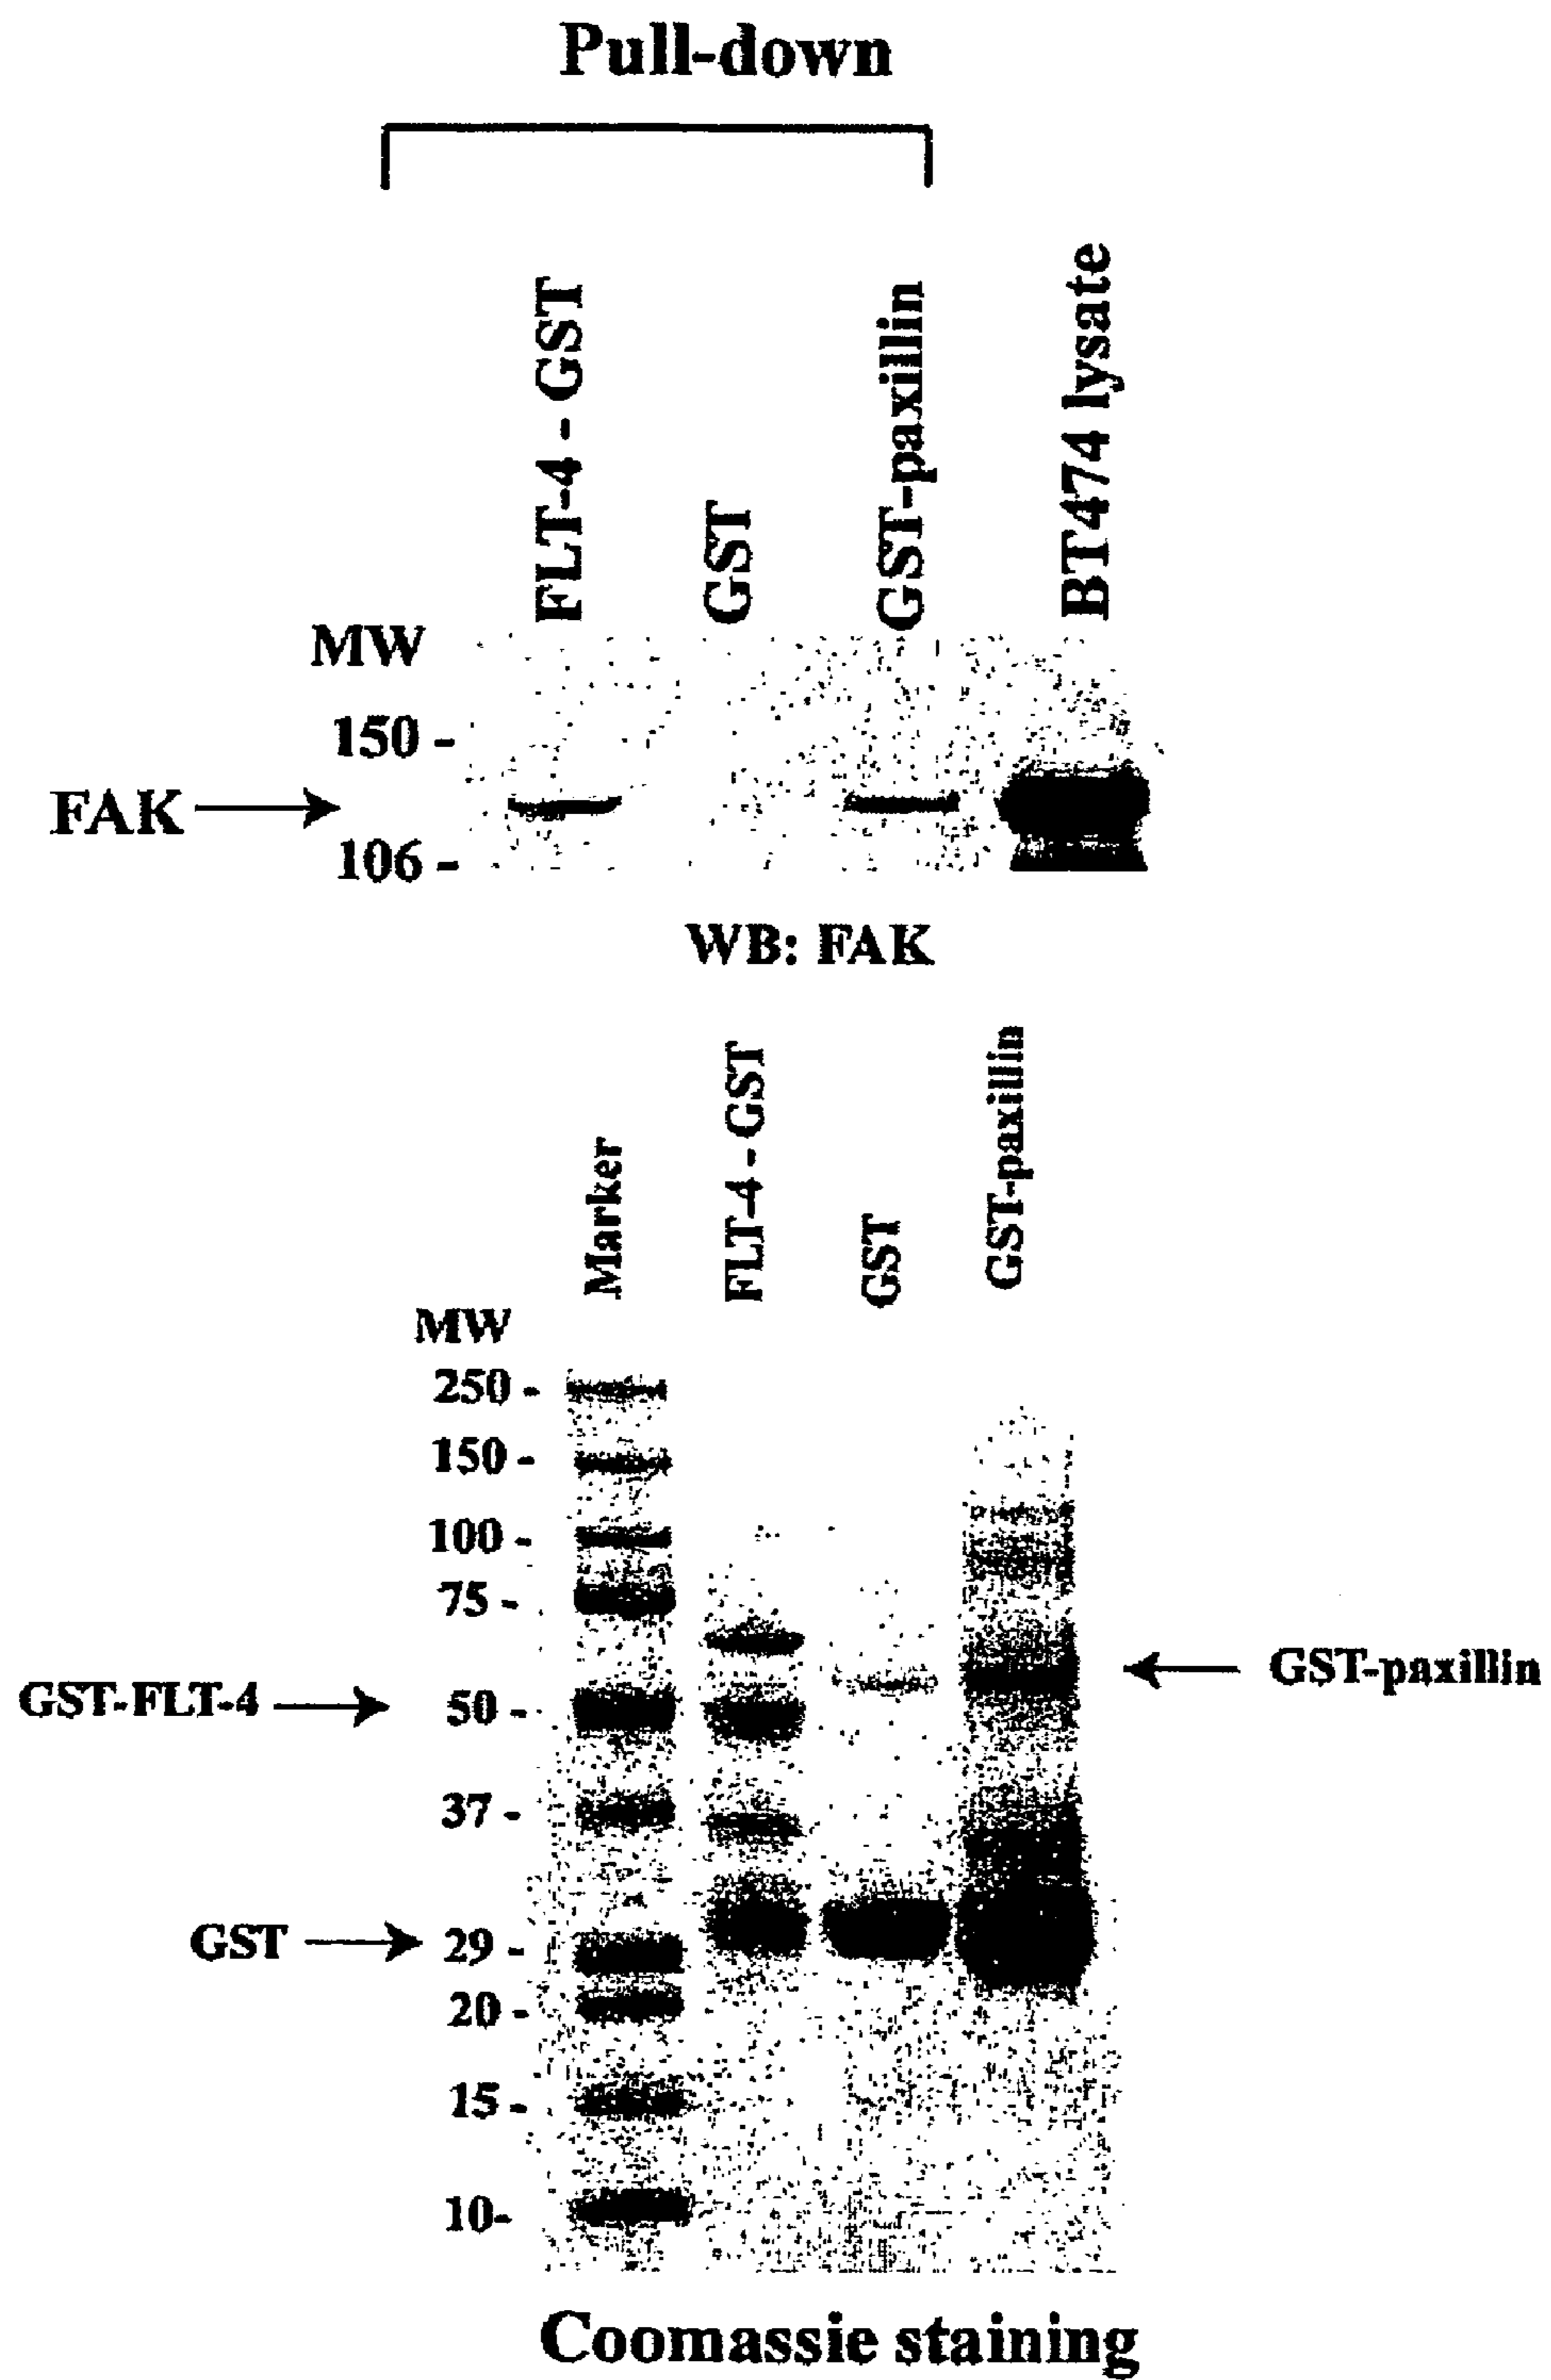 Pull-down
FLT-4 - GST
GST
GST-paxillin
BT474 lysate
MW
150 -
FAK
106 -
WB: FAK
Marker
FLT-4 - GST
GST
GST-paxillin
MW
250 -
150 -
100 -
75 -
GST-paxillin
GST-FLT-4
50 -
37 -
GST
29 -
20 -
15 -
10-
Coomassie staining